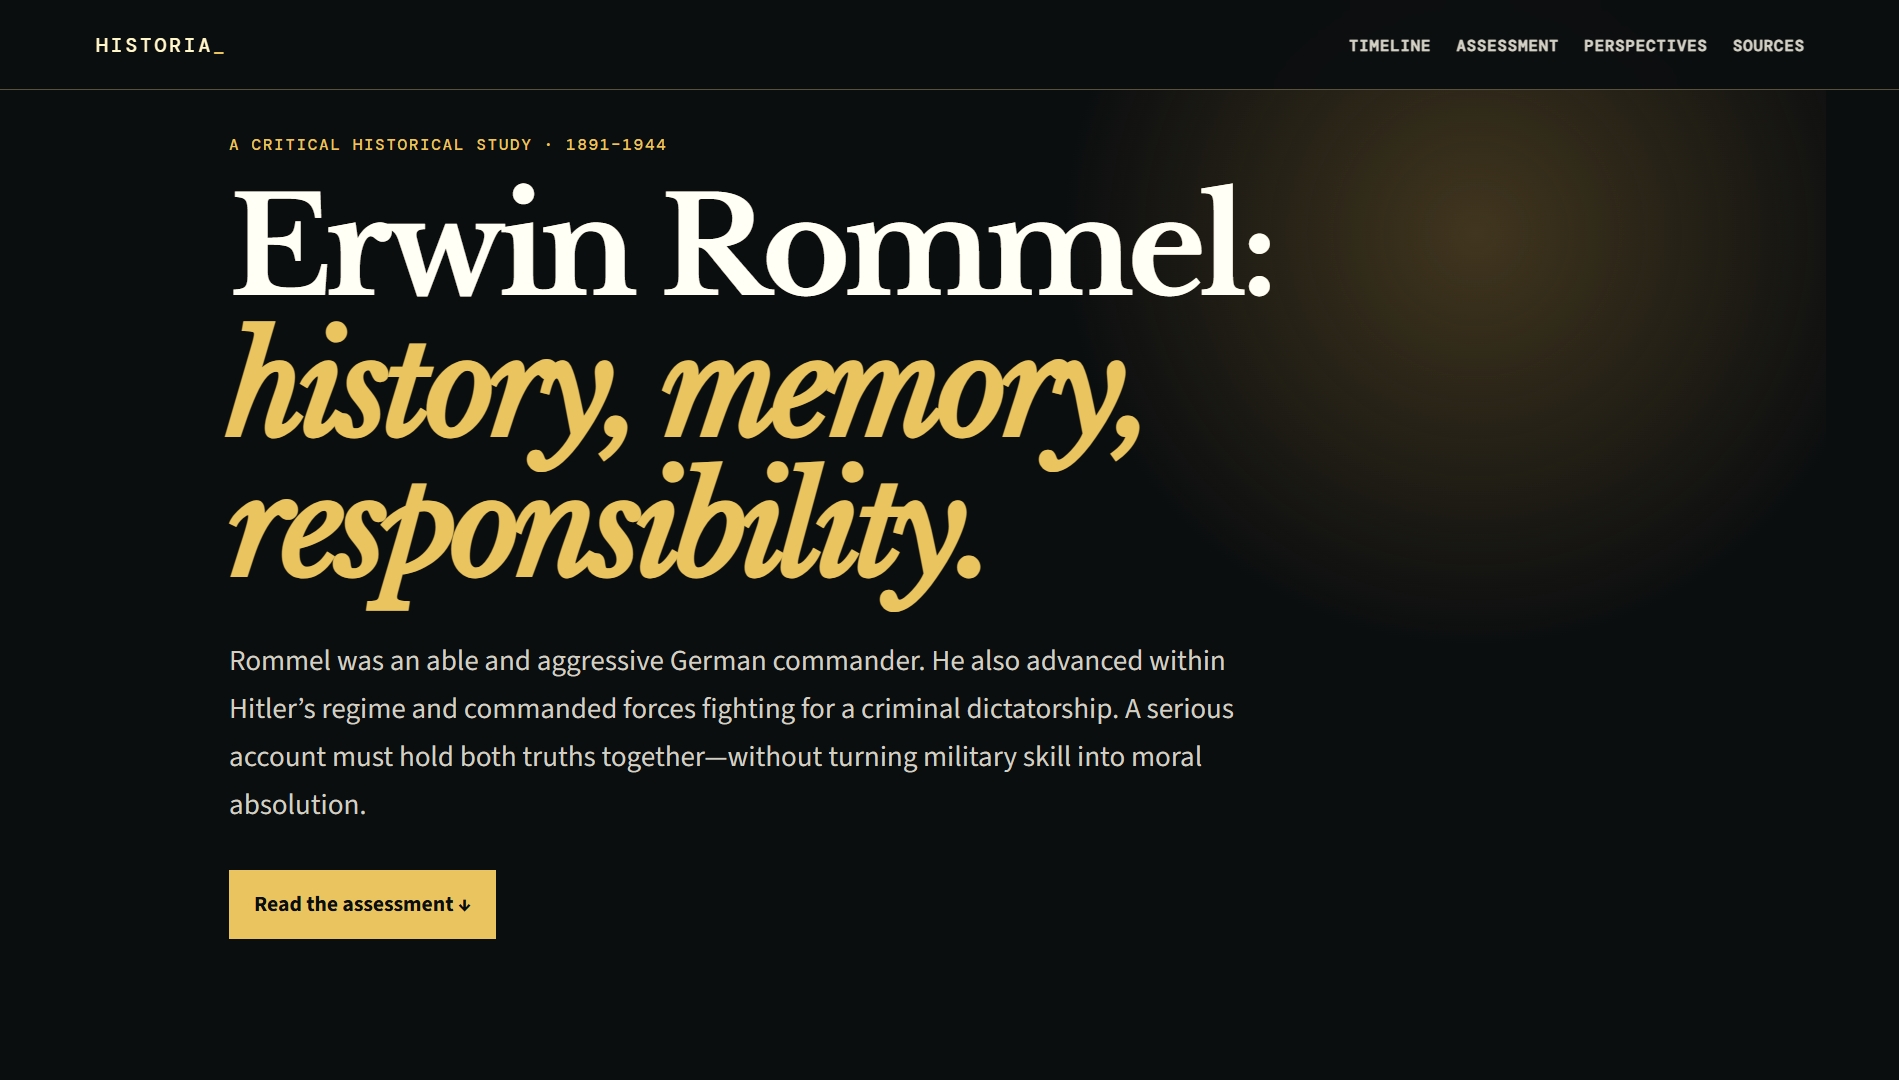 HISTORIA_
TIMELINE ASSESSMENT PERSPECTIVES SOURCES
A CRITICAL HISTORICAL STUDY · 1891–1944
Erwin Rommel:
history, memory,
responsibility.
Rommel was an able and aggressive German commander. He also advanced within
Hitler’s regime and commanded forces fighting for a criminal dictatorship. A serious
account must hold both truths together—without turning military skill into moral
absolution.
Read the assessment ↓